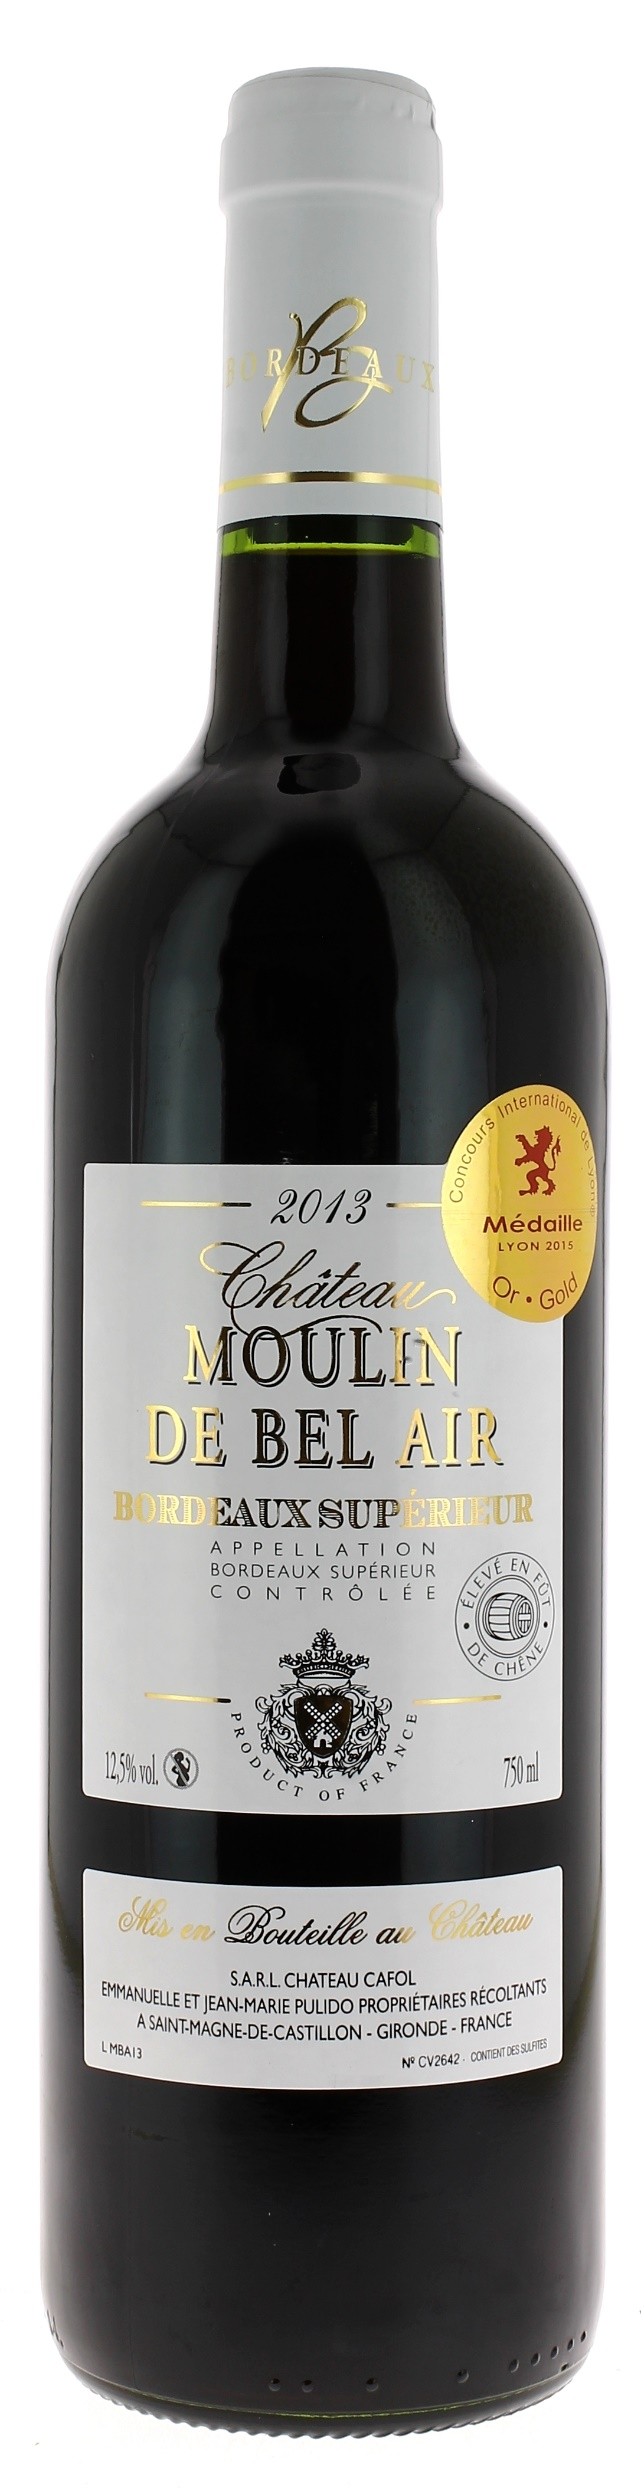 BORDEAUX
B
2013
Concours International de Lyon®
Médaille
LYON 2015
Or • Gold
Château
MOULIN
DE BEL AIR
BORDEAUX SUPÉRIEUR
APPELLATION
BORDEAUX SUPÉRIEUR
CONTRÔLÉE
• ÉLEVÉ EN FÛT •
DE CHÊNE
PRODUCT OF FRANCE
12,5% vol.
750 ml
Mis en Bouteille au Château
S.A.R.L. CHATEAU CAFOL
EMMANUELLE ET JEAN-MARIE PULIDO PROPRIÉTAIRES RÉCOLTANTS
A SAINT-MAGNE-DE-CASTILLON - GIRONDE - FRANCE
L MBA13
Nº CV2642 - CONTIENT DES SULFITES